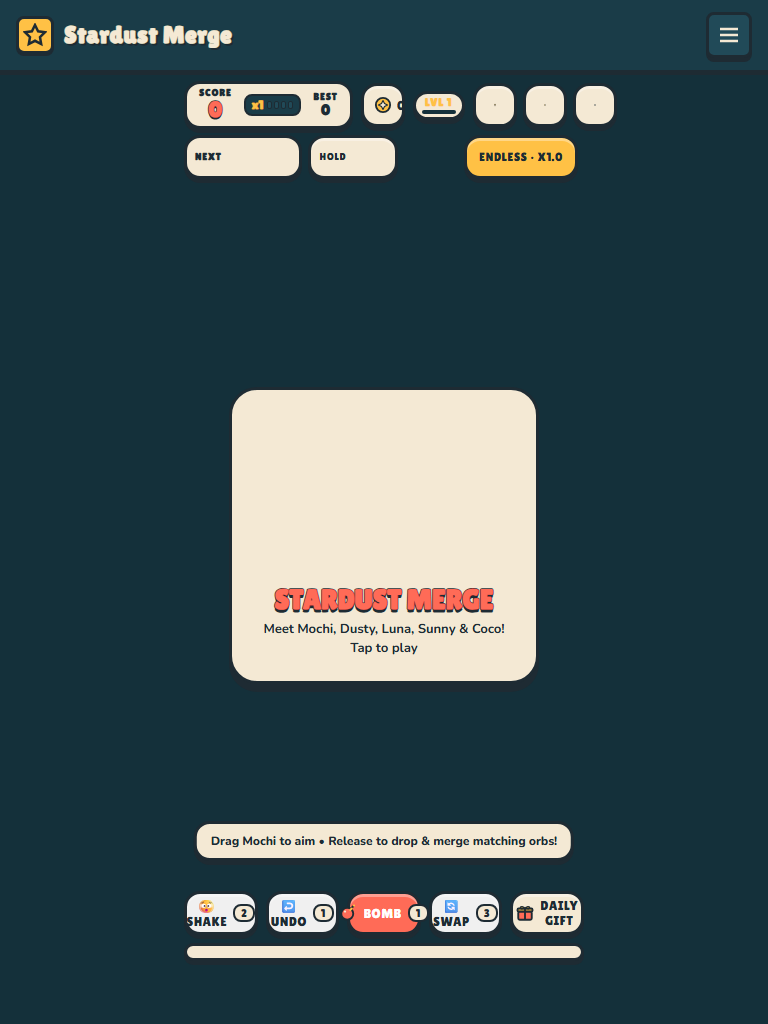 Stardust Merge
SCORE
0
x1
BEST
0
LVL 1
NEXT
HOLD
ENDLESS · X1.0
STARDUST MERGE
Meet Mochi, Dusty, Luna, Sunny & Coco!
Tap to play
Drag Mochi to aim • Release to drop & merge matching orbs!
SHAKE 2
UNDO 1
BOMB 1
SWAP 3
DAILY
GIFT